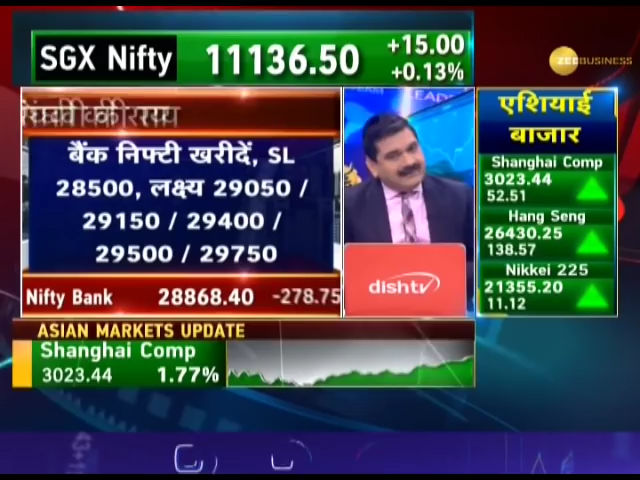 SGX Nifty
11136.50
+15.00
+0.13%
ZEEBUSINESS
की राय
बैंक निफ्टी खरीदें, SL
28500, लक्ष्य 29050 /
29150 / 29400 /
29500 / 29750
Nifty Bank 28868.40 -278.75
LEAD
dishtv
एशियाई
बाजार
Shanghai Comp
3023.44
52.51
Hang Seng
26430.25
138.57
Nikkei 225
21355.20
11.12
ASIAN MARKETS UPDATE
Shanghai Comp
3023.44 1.77%